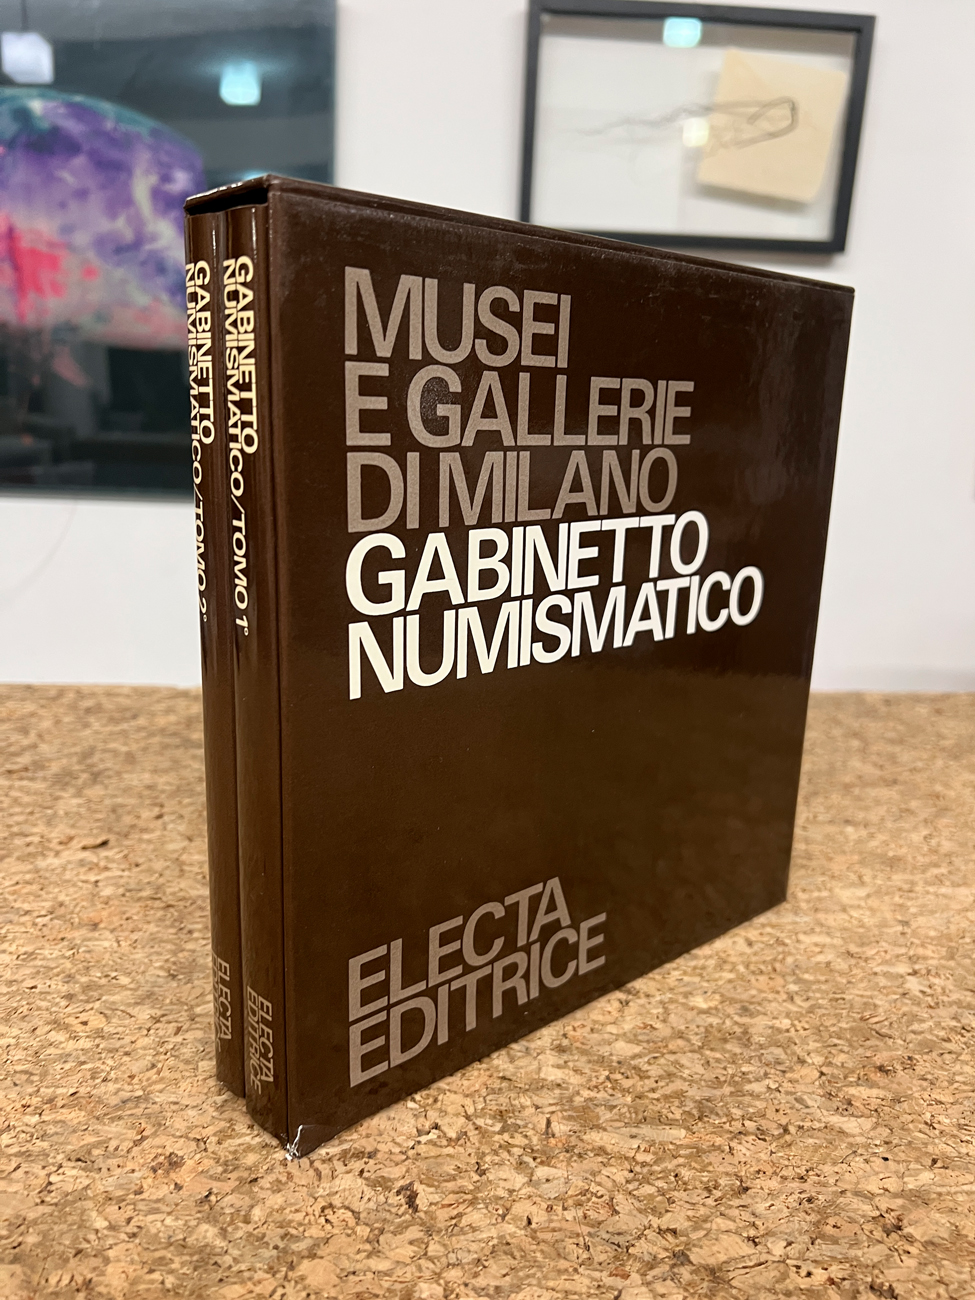 MUSEI
E GALLERIE
DI MILANO
GABINETTO
NUMISMATICO
ELECTA
EDITRICE
GABINETTO
NUMISMATICO/TOMO 2°
ELECTA
GABINETTO
NUMISMATICO/TOMO 1°
ELECTA
EDITRICE